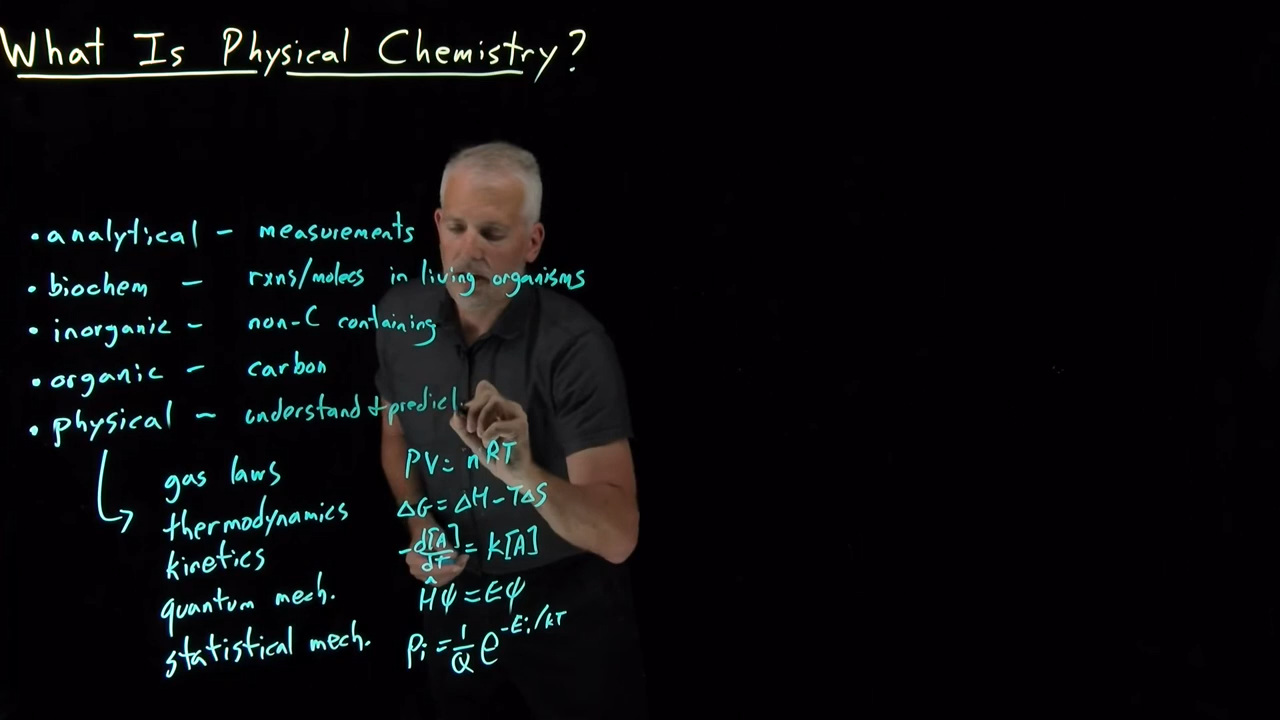 What Is Physical Chemistry?
• analytical – measurements
• biochem – rxns/molecs in living organisms
• inorganic – non-C containing
• organic – carbon
• physical – understand + predict
gas laws PV = nRT
thermodynamics ΔG = ΔH – TΔS
kinetics -d[A]/dt = k[A]
quantum mech. Ĥψ = Eψ
statistical mech. pᵢ = 1/Q e^(-Eᵢ/kT)